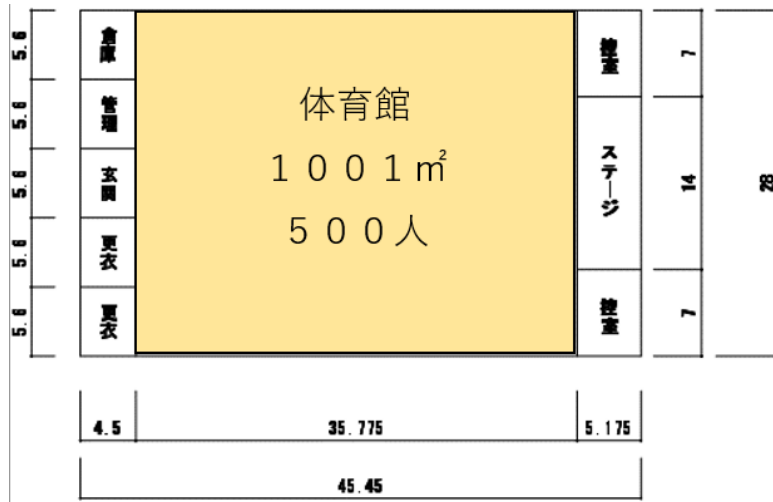 5.6
5.6
5.6
5.6
5.6
倉庫
管理
玄関
更衣
更衣
体育館
１００１㎡
５００人
控室
ステージ
控室
7
14
7
28
4.5
35.775
5.175
45.45